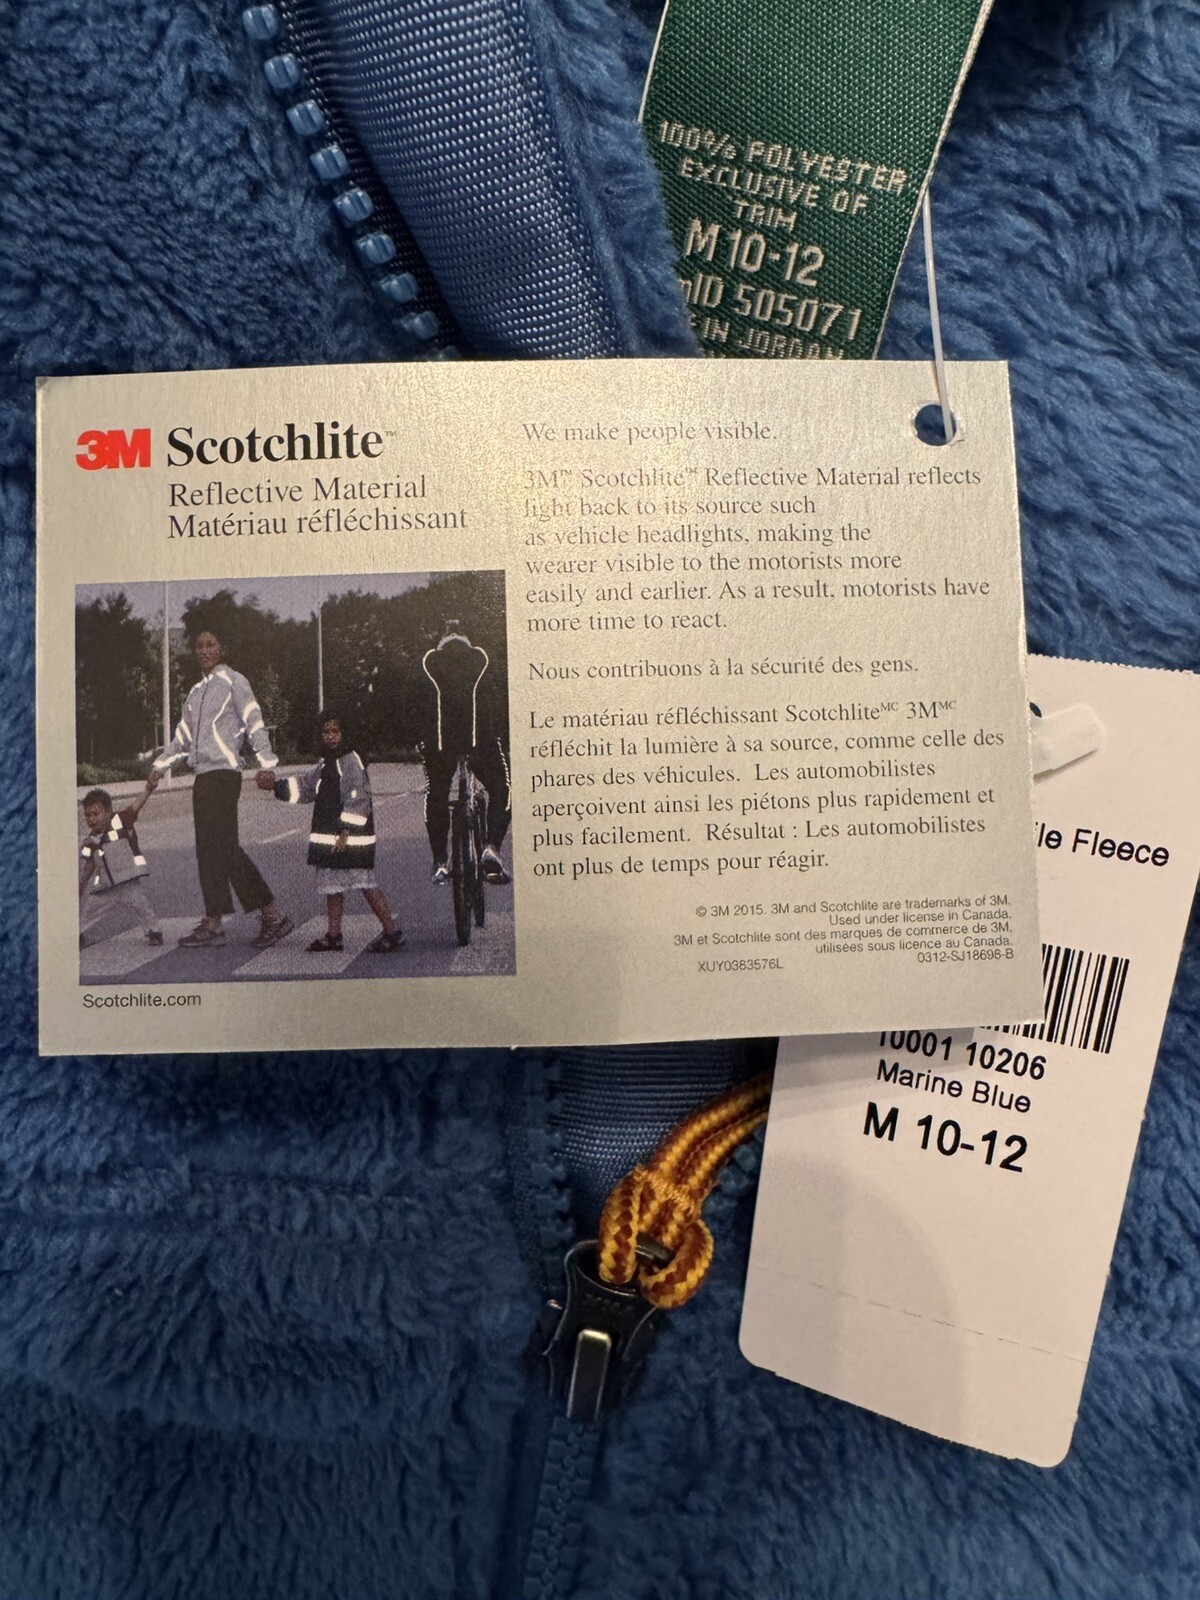 100% POLYESTER
EXCLUSIVE OF
TRIM
M 10-12
ID 505071
IN JORDAN
3M Scotchlite™
Reflective Material
Matériau réfléchissant
Scotchlite.com
We make people visible.
3M™ Scotchlite™ Reflective Material reflects
light back to its source such
as vehicle headlights, making the
wearer visible to the motorists more
easily and earlier. As a result, motorists have
more time to react.
Nous contribuons à la sécurité des gens.
Le matériau réfléchissant Scotchliteᴹᶜ 3Mᴹᶜ
réfléchit la lumière à sa source, comme celle des
phares des véhicules. Les automobilistes
aperçoivent ainsi les piétons plus rapidement et
plus facilement. Résultat : Les automobilistes
ont plus de temps pour réagir.
© 3M 2015. 3M and Scotchlite are trademarks of 3M.
Used under license in Canada.
3M et Scotchlite sont des marques de commerce de 3M,
utilisées sous licence au Canada.
XUY0383576L 0312-SJ18698-B
Fleece
10001 10206
Marine Blue
M 10-12